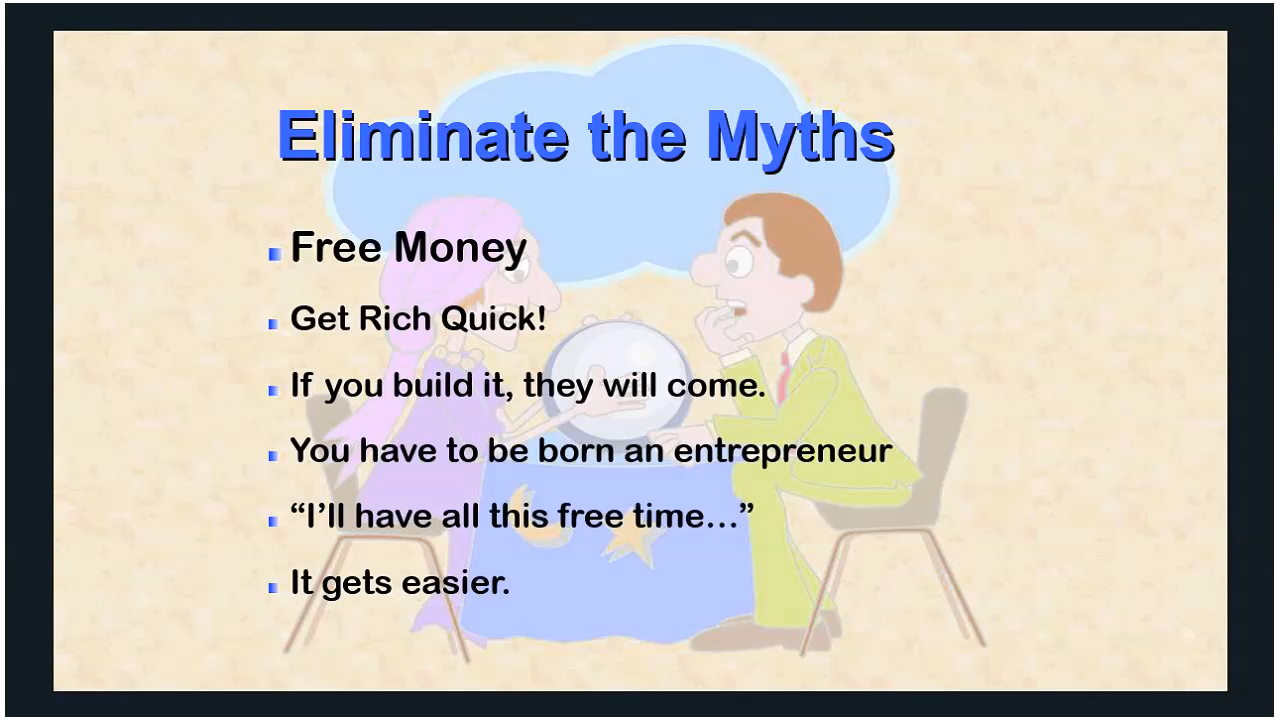 Eliminate the Myths
Free Money
Get Rich Quick!
If you build it, they will come.
You have to be born an entrepreneur
“I’ll have all this free time…”
It gets easier.